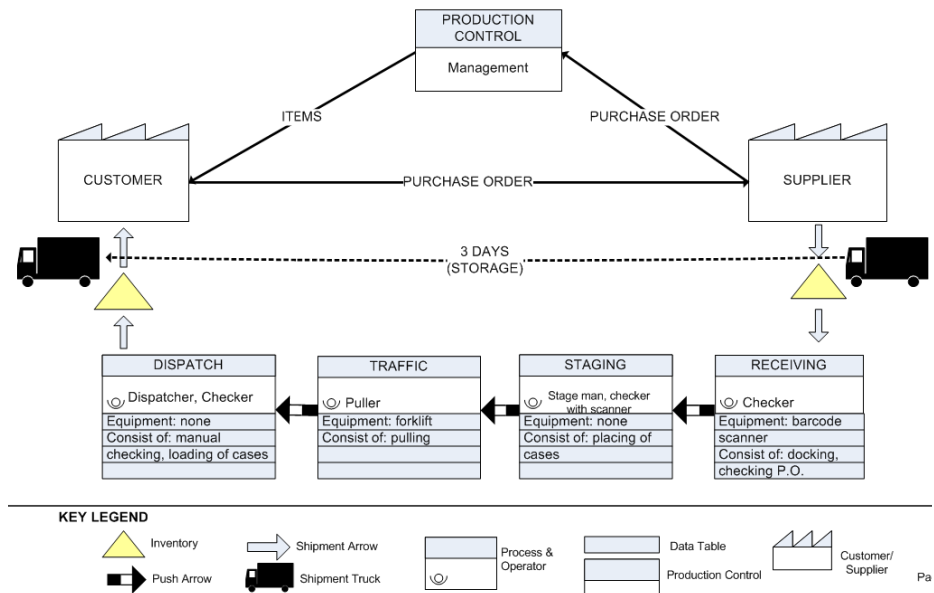 PRODUCTION
CONTROL
Management
ITEMS
PURCHASE ORDER
CUSTOMER
PURCHASE ORDER
SUPPLIER
3 DAYS
(STORAGE)
DISPATCH
Dispatcher, Checker
Equipment: none
Consist of: manual
checking, loading of cases
TRAFFIC
Puller
Equipment: forklift
Consist of: pulling
STAGING
Stage man, checker
with scanner
Equipment: none
Consist of: placing of
cases
RECEIVING
Checker
Equipment: barcode
scanner
Consist of: docking,
checking P.O.
KEY LEGEND
Inventory
Shipment Arrow
Process &
Operator
Data Table
Customer/
Supplier
Push Arrow
Shipment Truck
Production Control
Pa